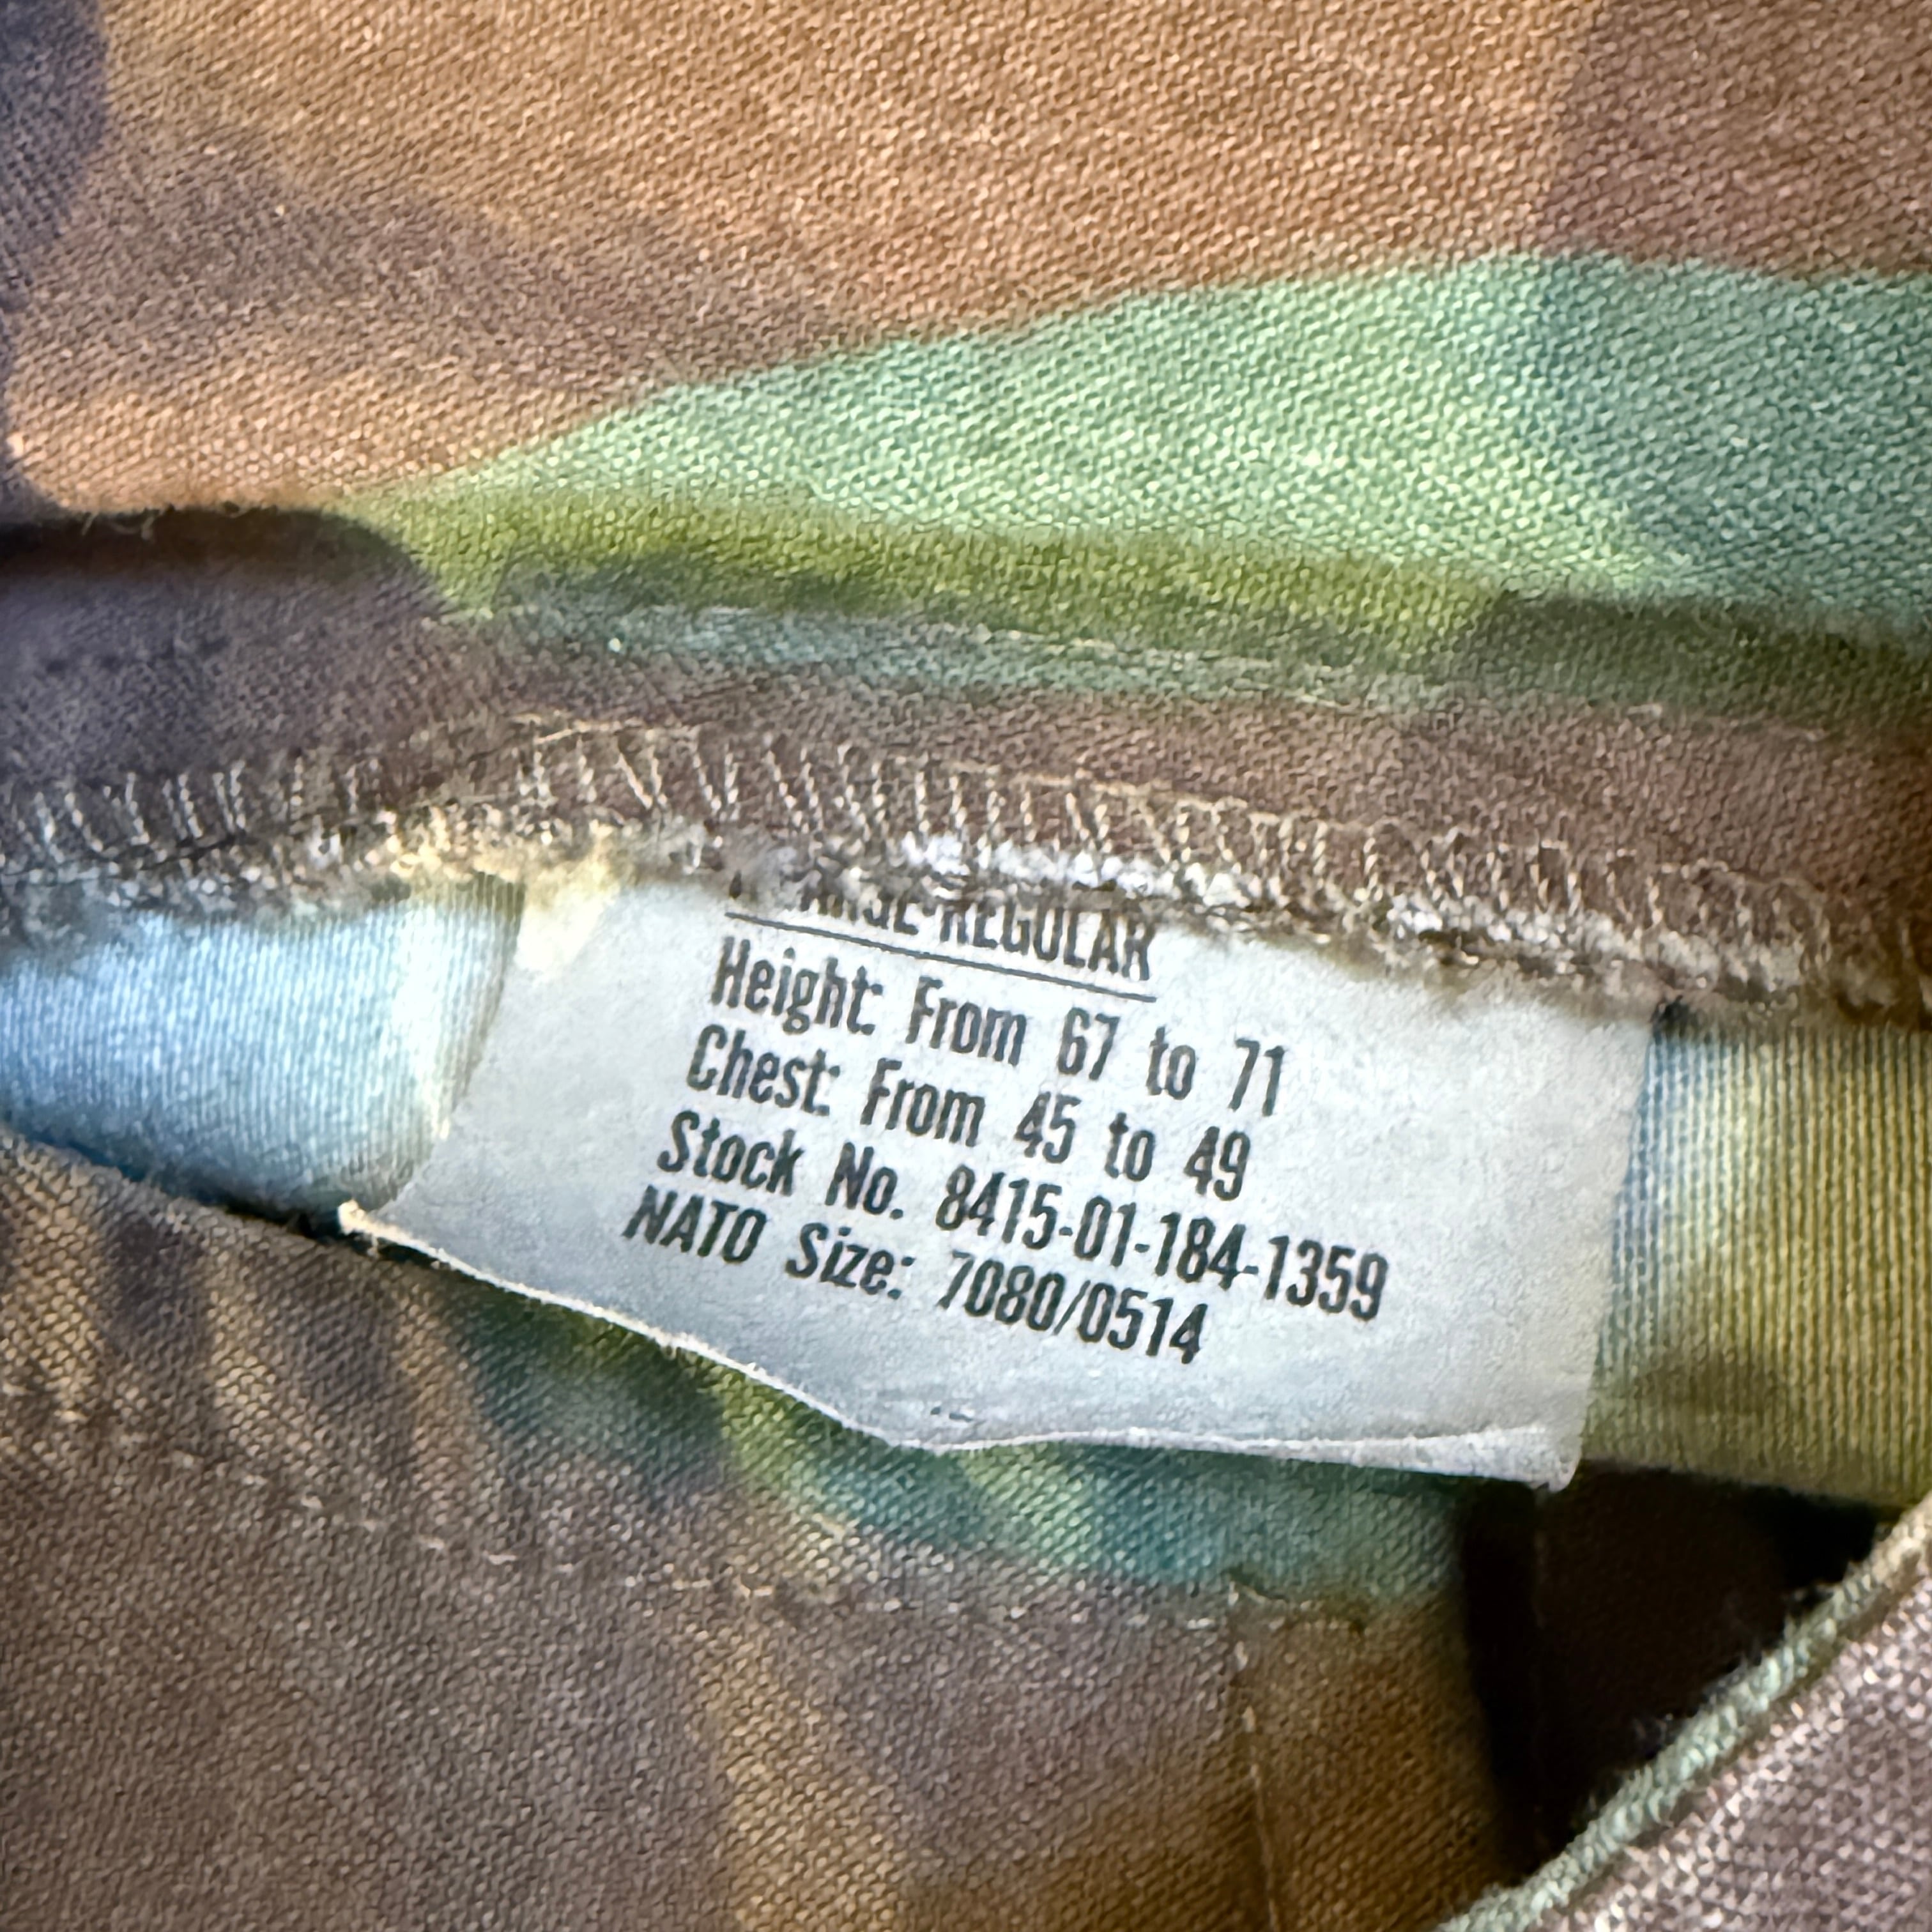 REGULAR
Height: From 67 to 71
Chest: From 45 to 49
Stock No. 8415-01-184-1359
NATO Size: 7080/0514